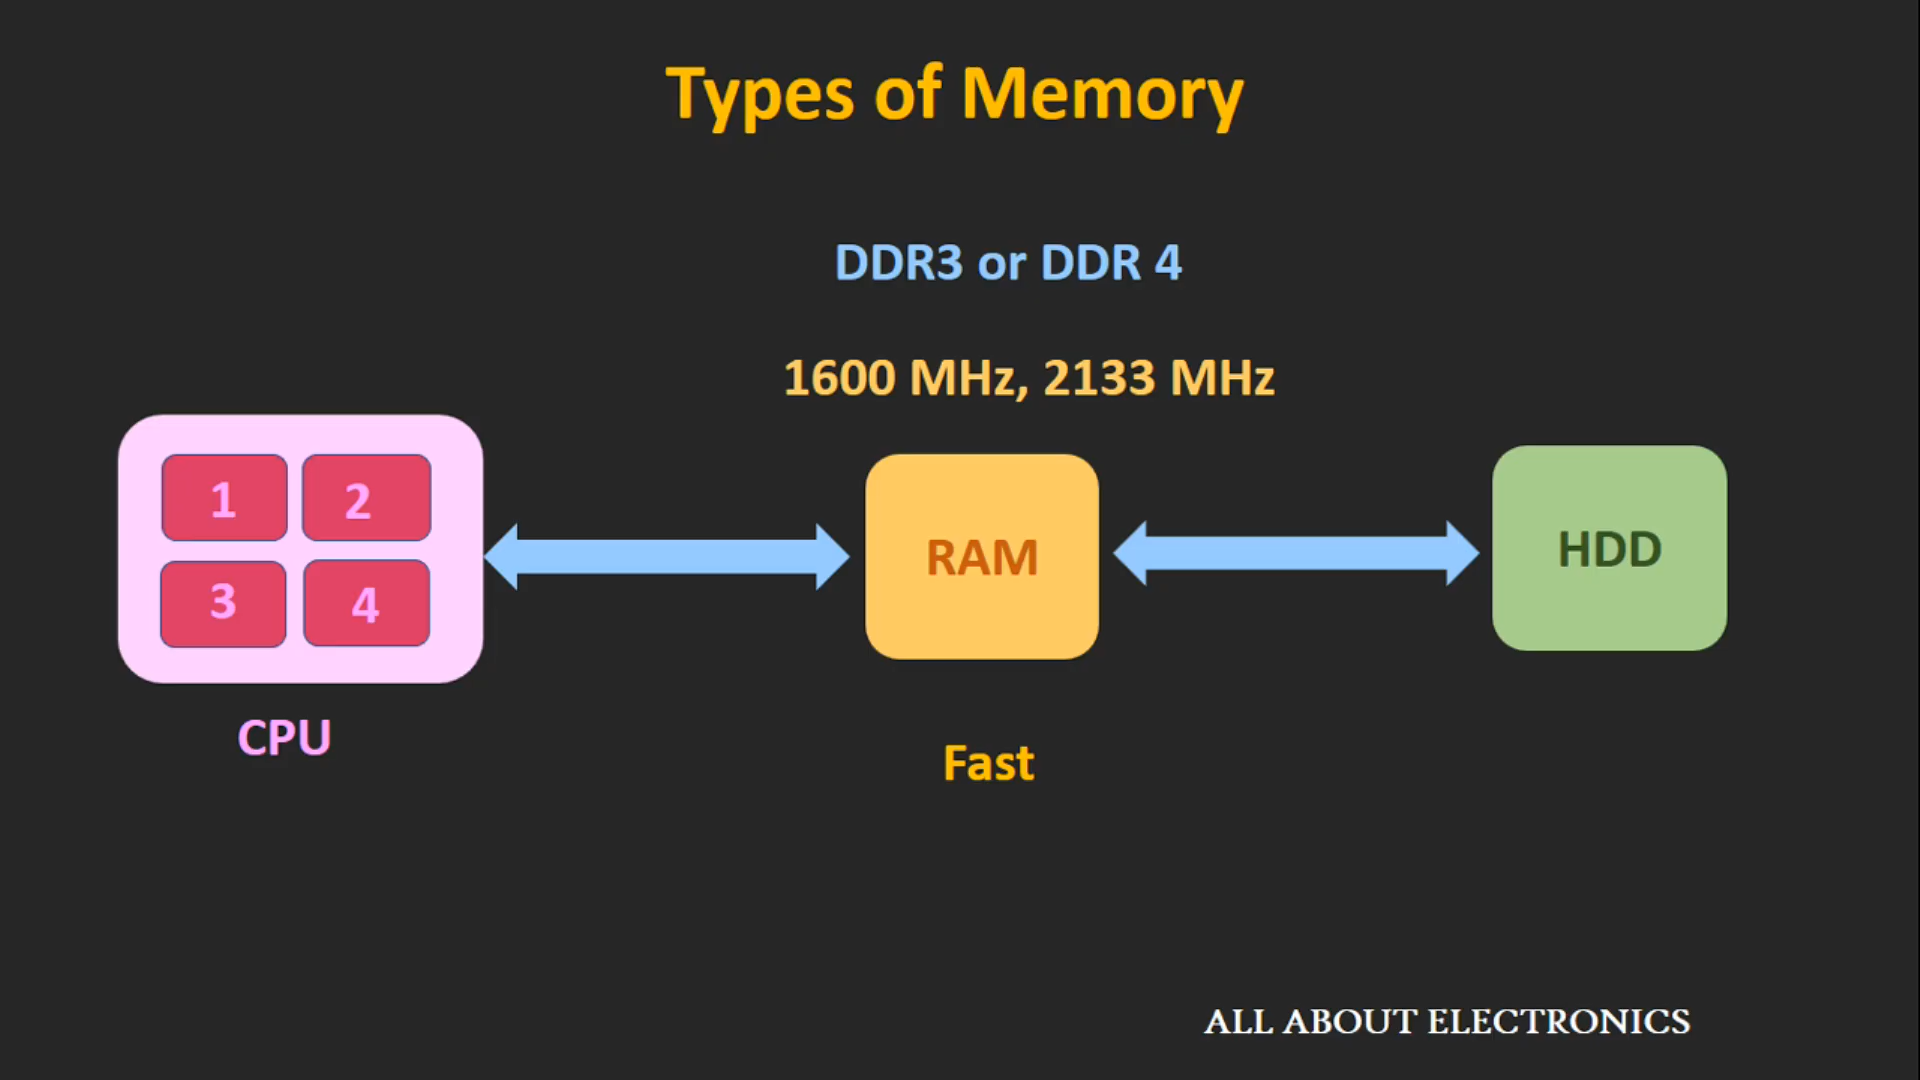 Types of Memory
DDR3 or DDR 4
1600 MHz, 2133 MHz
1 2
3 4
RAM
HDD
CPU
Fast
ALL ABOUT ELECTRONICS